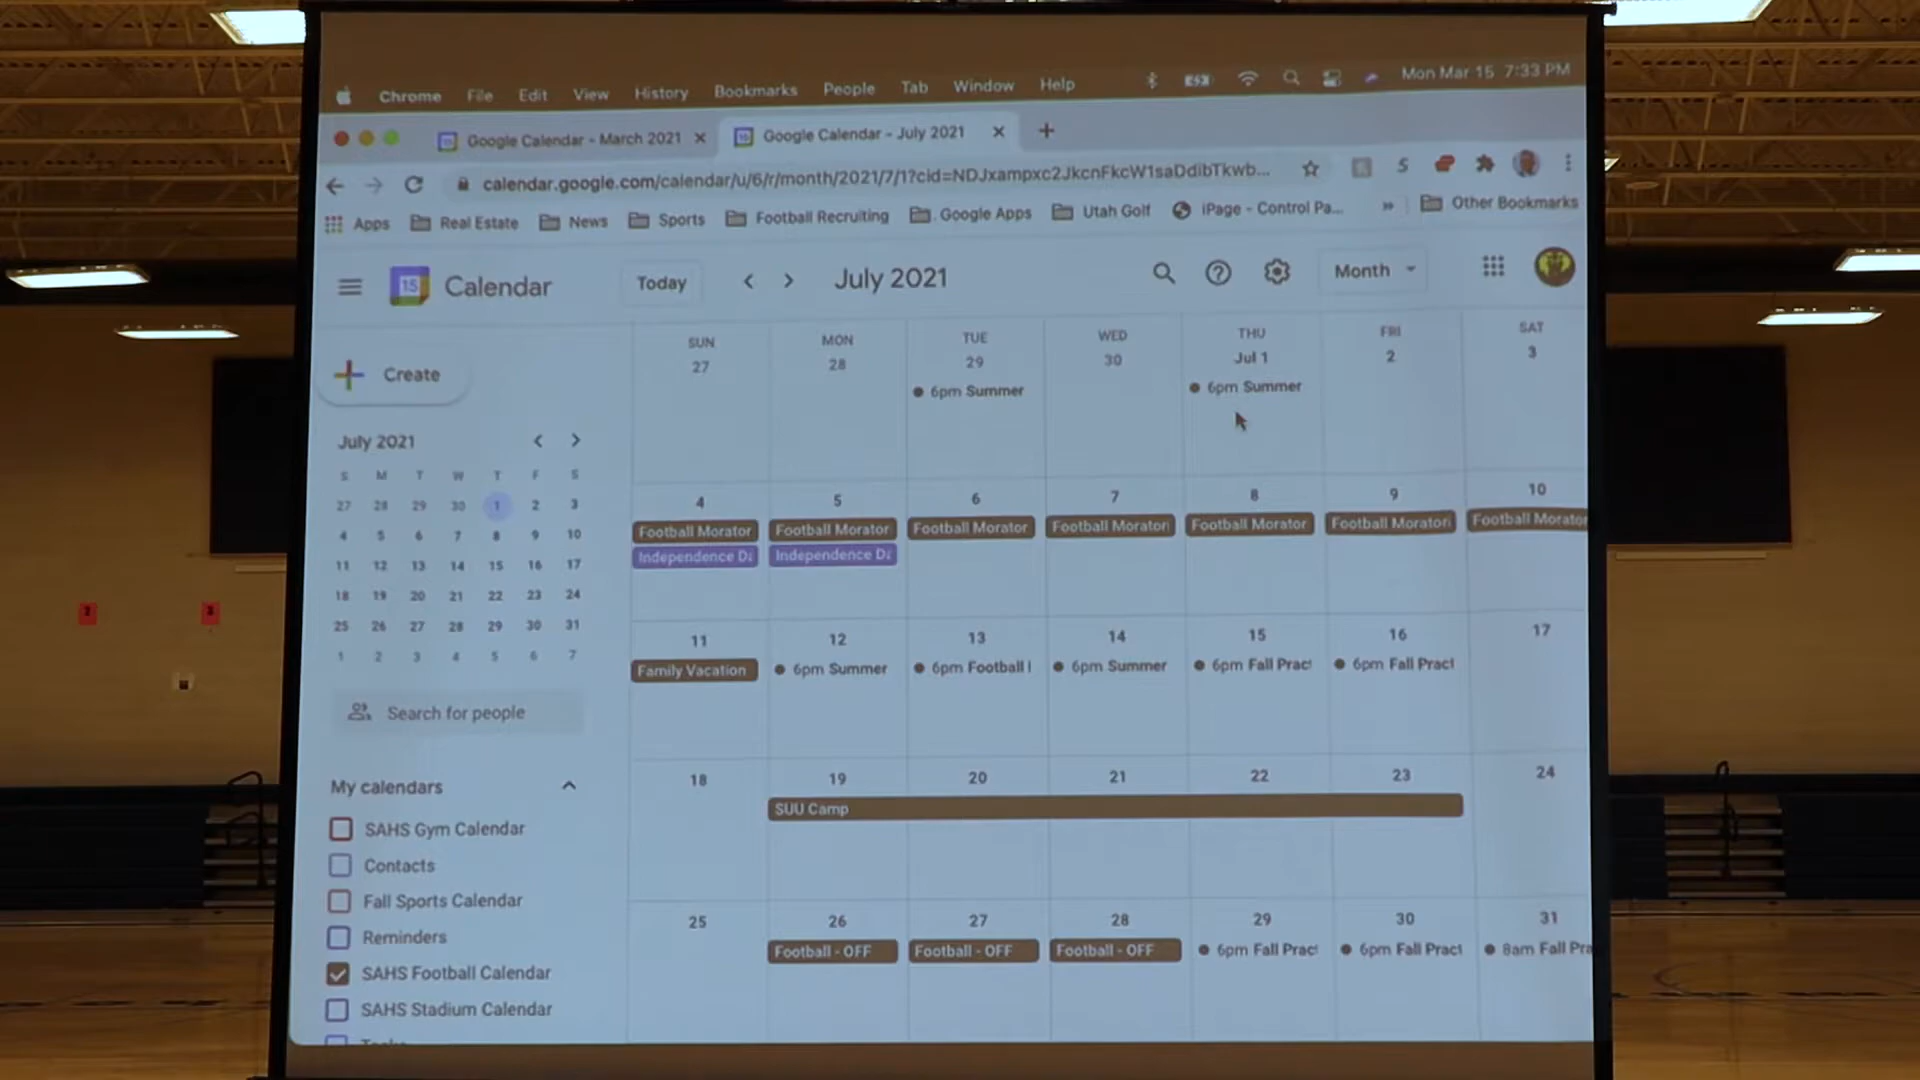 Chrome File Edit View History Bookmarks People Tab Window Help Mon Mar 15 7:33 PM
Google Calendar - March 2021 Google Calendar - July 2021
calendar.google.com/calendar/u/6/r/month/2021/7/1?cid=NDJxampxc2JkcnFkcW1saDdibTkwb...
Apps Real Estate News Sports Football Recruiting Google Apps Utah Golf iPage - Control Pa... Other Bookmarks
15 Calendar Today July 2021 Month
Create
July 2021
S M T W T F S
27 28 29 30 1 2 3
4 5 6 7 8 9 10
11 12 13 14 15 16 17
18 19 20 21 22 23 24
25 26 27 28 29 30 31
1 2 3 4 5 6 7
Search for people
My calendars
SAHS Gym Calendar
Contacts
Fall Sports Calendar
Reminders
SAHS Football Calendar
SAHS Stadium Calendar
SUN MON TUE WED THU FRI SAT
27 28 29 30 Jul 1 2 3
6pm Summer 6pm Summer
4 5 6 7 8 9 10
Football Morator Football Morator Football Morator Football Moratori Football Morator Football Moratori Football Morator
Independence Da Independence Da
11 12 13 14 15 16 17
Family Vacation 6pm Summer 6pm Football 6pm Summer 6pm Fall Pract 6pm Fall Pract
18 19 20 21 22 23 24
SUU Camp
25 26 27 28 29 30 31
Football - OFF Football - OFF Football - OFF 6pm Fall Pract 6pm Fall Pract 8am Fall Pra
3